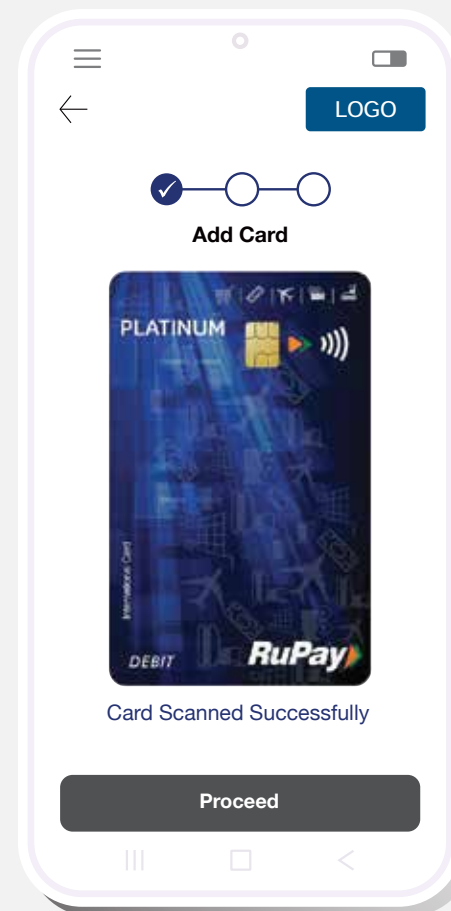 LOGO
Add Card
PLATINUM
International Card
DEBIT
RuPay
Card Scanned Successfully
Proceed